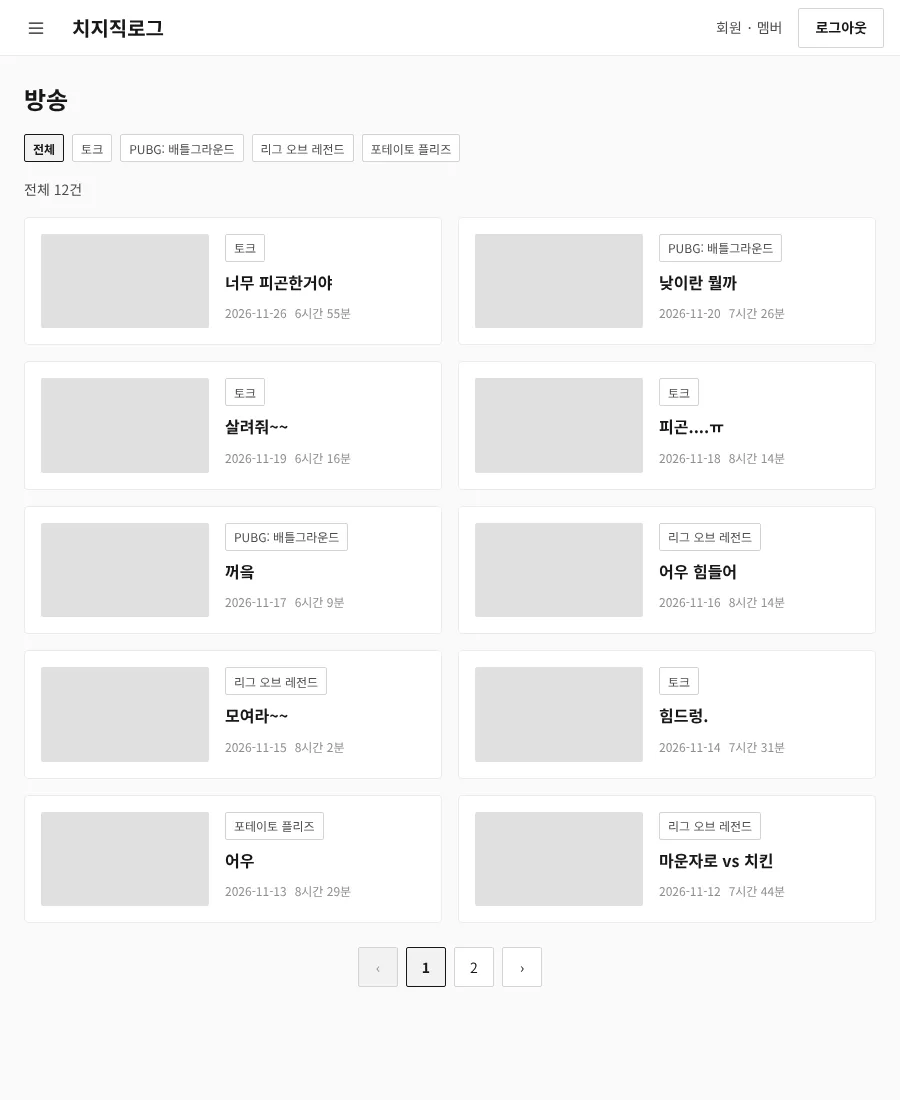 치지직로그
회원 · 멤버
로그아웃
방송
전체
토크
PUBG: 배틀그라운드
리그 오브 레전드
포테이토 플리즈
전체 12건
토크
너무 피곤한거야
2026-11-26 6시간 55분
PUBG: 배틀그라운드
낮이란 뭘까
2026-11-20 7시간 26분
토크
살려줘~~
2026-11-19 6시간 16분
토크
피곤....ㅠ
2026-11-18 8시간 14분
PUBG: 배틀그라운드
꺼읔
2026-11-17 6시간 9분
리그 오브 레전드
어우 힘들어
2026-11-16 8시간 14분
리그 오브 레전드
모여라~~
2026-11-15 8시간 2분
토크
힘드렁.
2026-11-14 7시간 31분
포테이토 플리즈
어우
2026-11-13 8시간 29분
리그 오브 레전드
마운자로 vs 치킨
2026-11-12 7시간 44분
‹
1
2
›